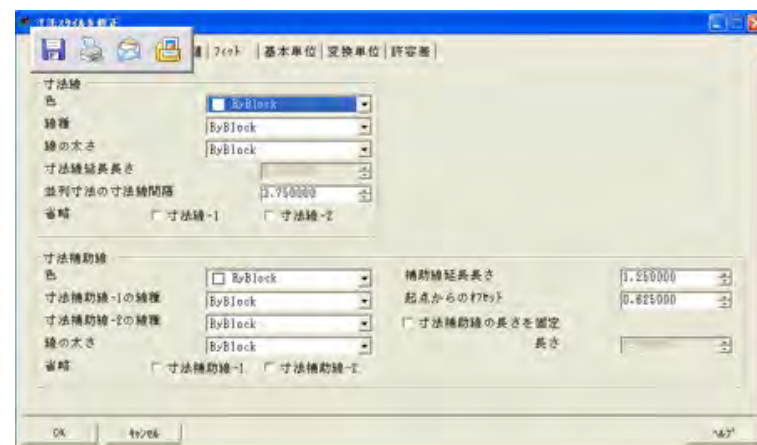 寸法スタイルを修正
フィット 基本単位 変換単位 許容差
寸法線
色 ByBlock
線種 ByBlock
線の太さ ByBlock
寸法線延長長さ
並列寸法の寸法線間隔 3.750000
省略 寸法線-1 寸法線-2
寸法補助線
色 ByBlock 補助線延長長さ 1.250000
寸法補助線-1の線種 ByBlock 起点からのオフセット 0.625000
寸法補助線-2の線種 ByBlock 寸法補助線の長さを固定
線の太さ ByBlock 長さ
省略 寸法補助線-1 寸法補助線-2
OK キャンセル ヘルプ